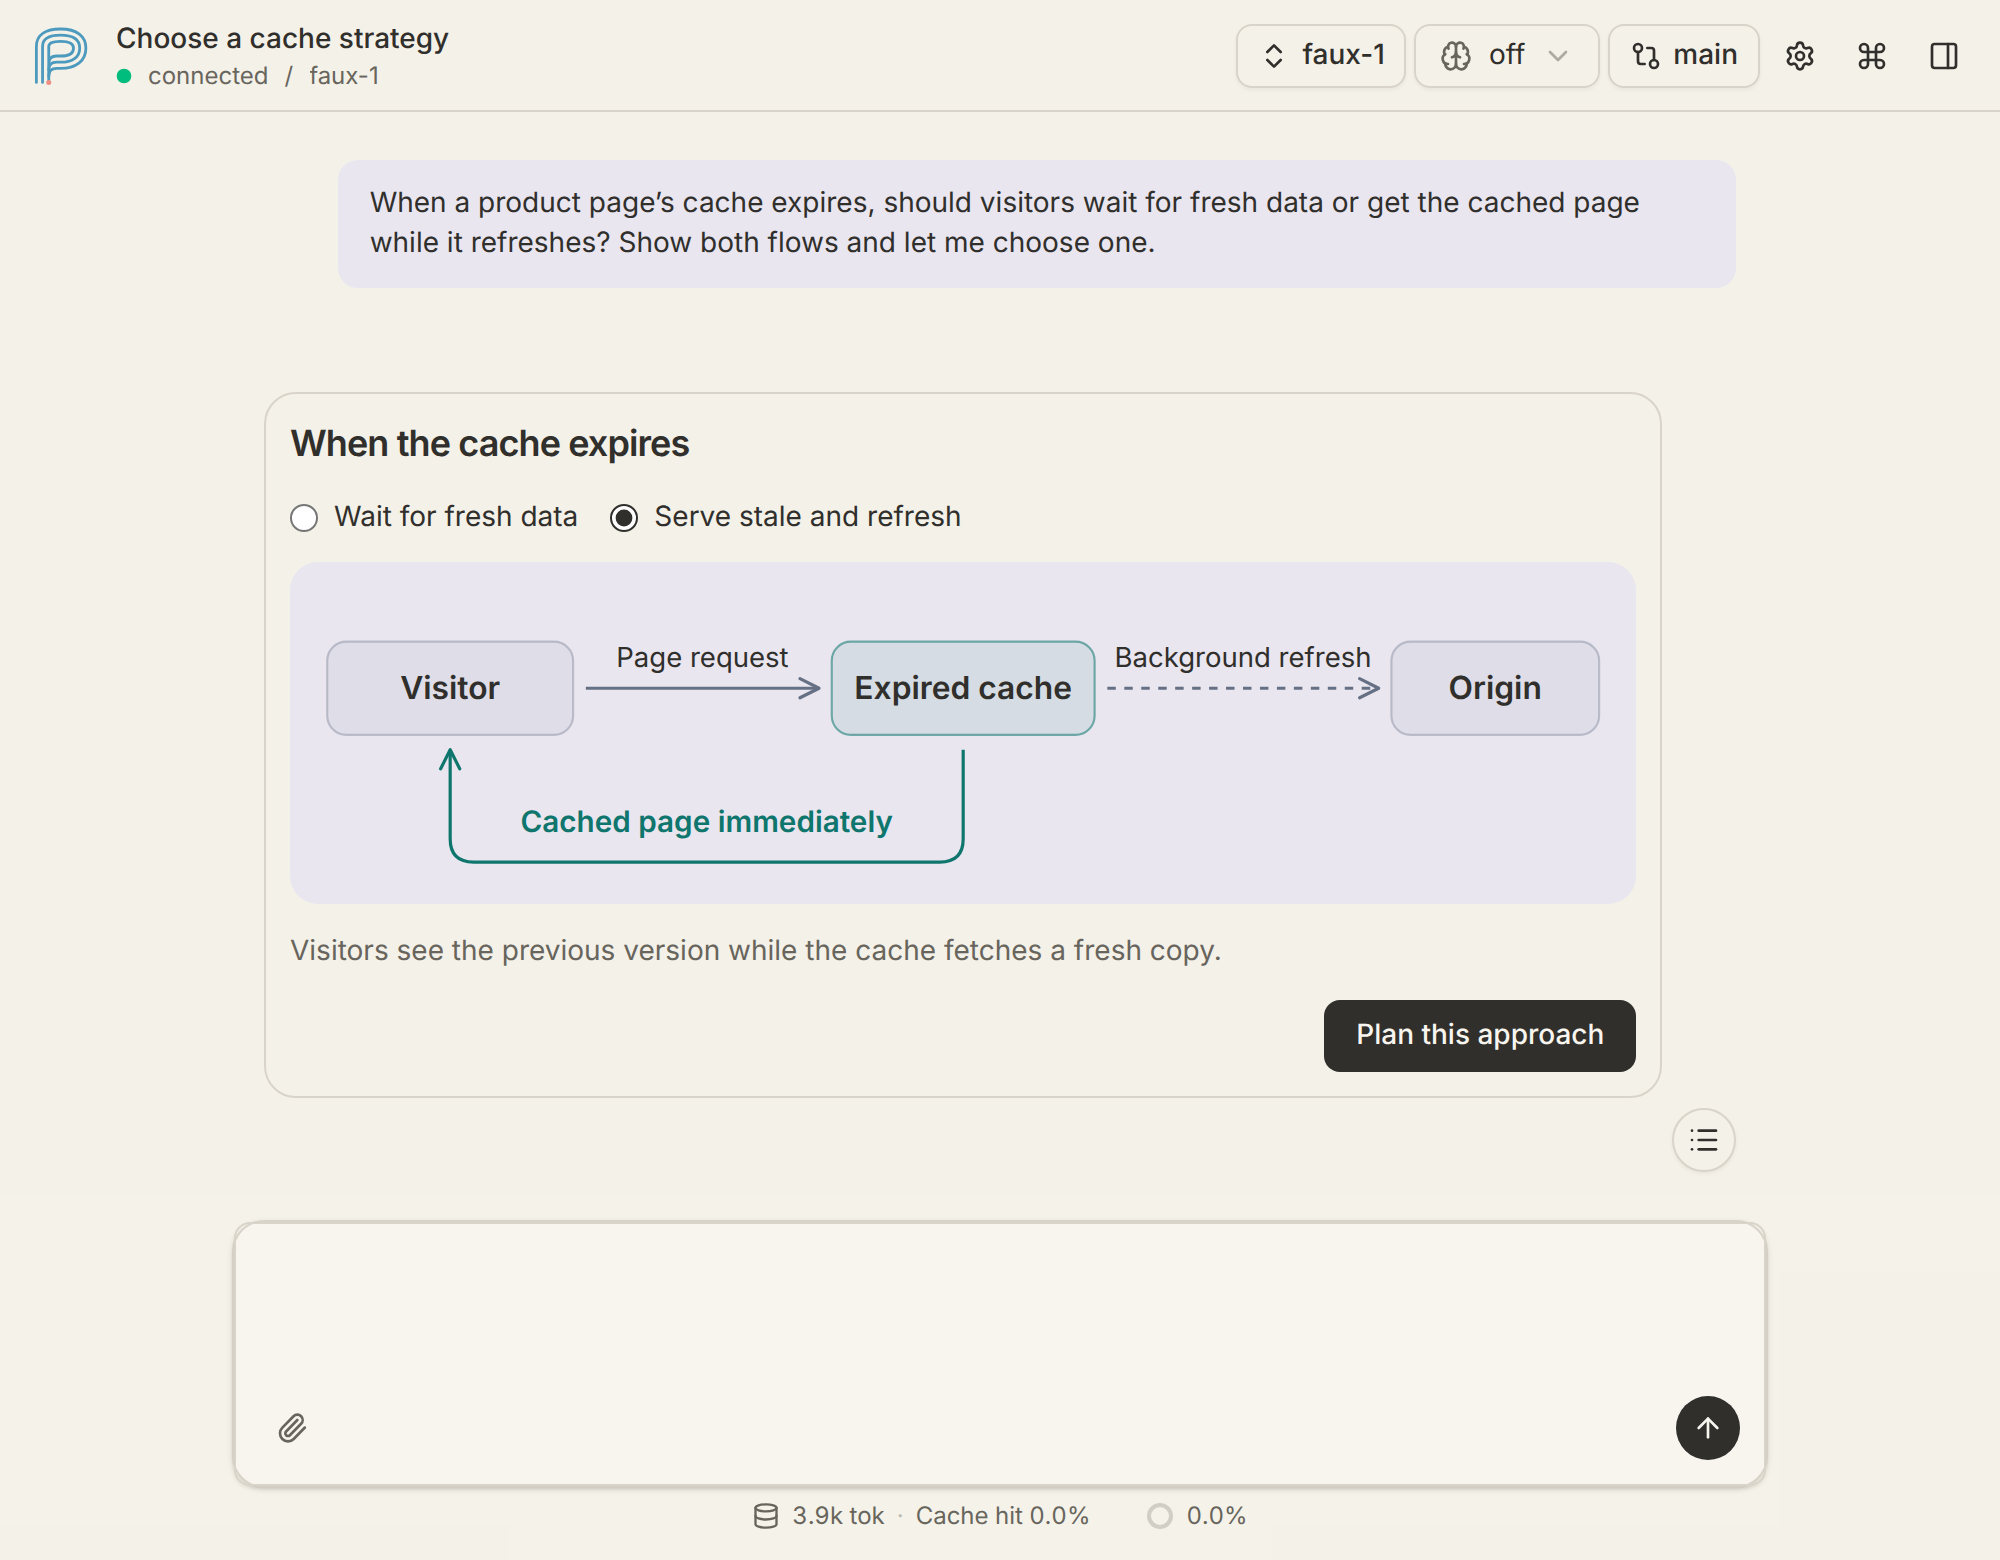 Choose a cache strategy
connected / faux-1
faux-1
off
main
When a product page’s cache expires, should visitors wait for fresh data or get the cached page
while it refreshes? Show both flows and let me choose one.
When the cache expires
Wait for fresh data
Serve stale and refresh
Page request
Background refresh
Visitor
Expired cache
Origin
Cached page immediately
Visitors see the previous version while the cache fetches a fresh copy.
Plan this approach
3.9k tok · Cache hit 0.0%
0.0%